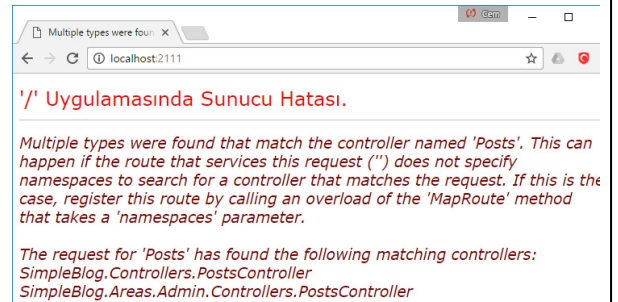 Cem
Multiple types were foun
localhost:2111
'/' Uygulamasında Sunucu Hatası.
Multiple types were found that match the controller named 'Posts'. This can
happen if the route that services this request ('') does not specify
namespaces to search for a controller that matches the request. If this is the
case, register this route by calling an overload of the 'MapRoute' method
that takes a 'namespaces' parameter.
The request for 'Posts' has found the following matching controllers:
SimpleBlog.Controllers.PostsController
SimpleBlog.Areas.Admin.Controllers.PostsController